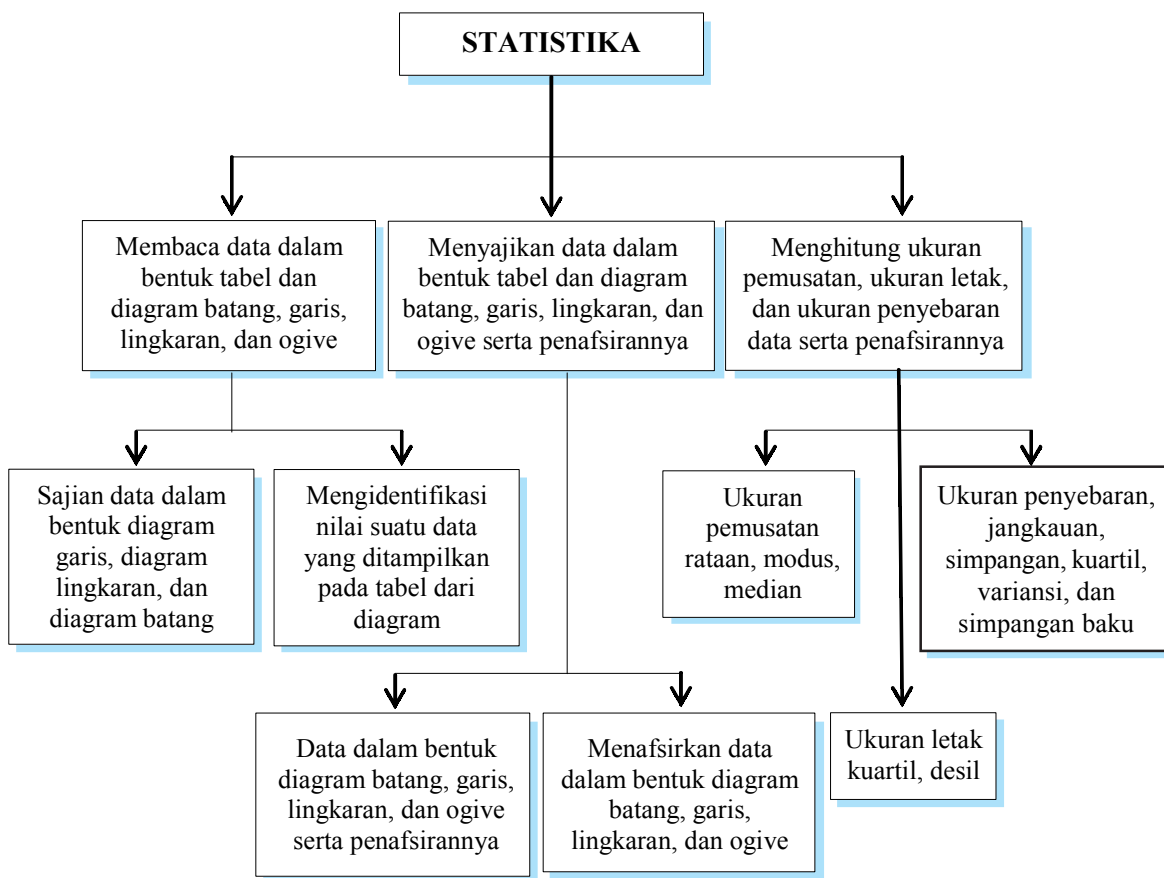 STATISTIKA
Membaca data dalam
bentuk tabel dan
diagram batang, garis,
lingkaran, dan ogive
Menyajikan data dalam
bentuk tabel dan diagram
batang, garis, lingkaran, dan
ogive serta penafsirannya
Menghitung ukuran
pemusatan, ukuran letak,
dan ukuran penyebaran
data serta penafsirannya
Sajian data dalam
bentuk diagram
garis, diagram
lingkaran, dan
diagram batang
Mengidentifikasi
nilai suatu data
yang ditampilkan
pada tabel dari
diagram
Ukuran
pemusatan
rataan, modus,
median
Ukuran penyebaran,
jangkauan,
simpangan, kuartil,
variansi, dan
simpangan baku
Data dalam bentuk
diagram batang, garis,
lingkaran, dan ogive
serta penafsirannya
Menafsirkan data
dalam bentuk diagram
batang, garis,
lingkaran, dan ogive
Ukuran letak
kuartil, desil